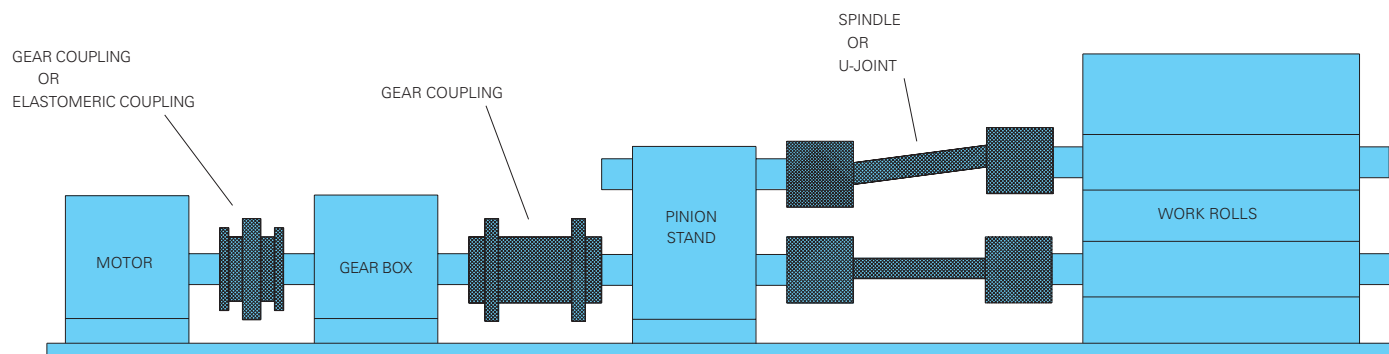 GEAR COUPLING
OR
ELASTOMERIC COUPLING
GEAR COUPLING
SPINDLE
OR
U-JOINT
MOTOR
GEAR BOX
PINION
STAND
WORK ROLLS